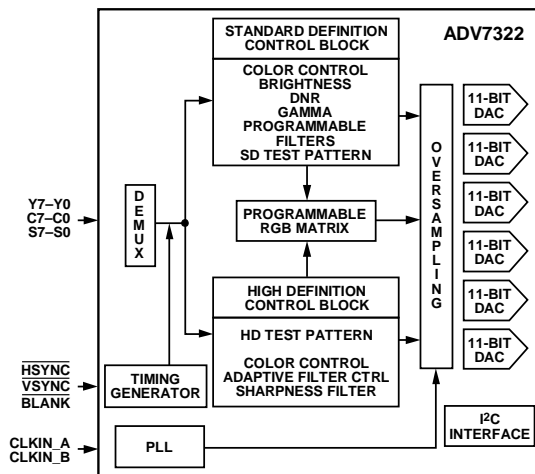 STANDARD DEFINITION
CONTROL BLOCK
ADV7322
COLOR CONTROL
BRIGHTNESS
DNR
GAMMA
PROGRAMMABLE
FILTERS
SD TEST PATTERN
Y7–Y0
C7–C0
S7–S0
DEMUX
PROGRAMMABLE
RGB MATRIX
HIGH DEFINITION
CONTROL BLOCK
HD TEST PATTERN
COLOR CONTROL
ADAPTIVE FILTER CTRL
SHARPNESS FILTER
OVERSAMPLING
11-BIT
DAC
11-BIT
DAC
11-BIT
DAC
11-BIT
DAC
11-BIT
DAC
11-BIT
DAC
HSYNC
VSYNC
BLANK
TIMING
GENERATOR
CLKIN_A
CLKIN_B
PLL
I2C
INTERFACE